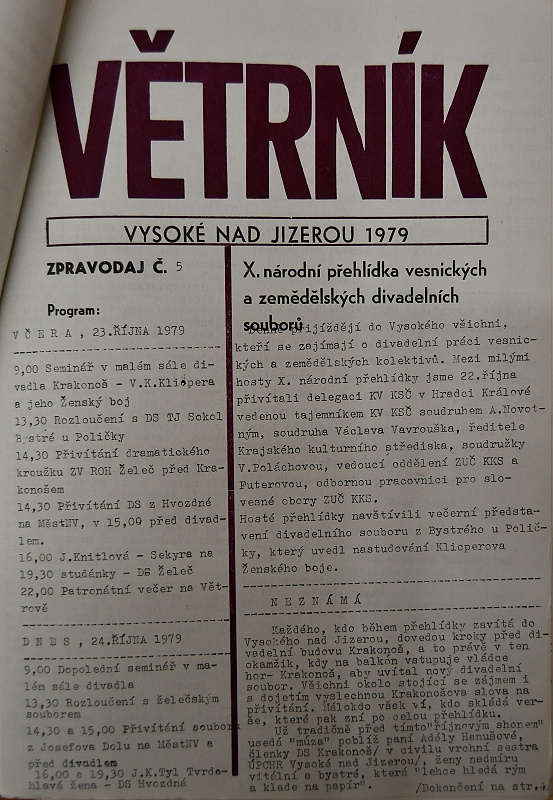 VĚTRNÍK
VYSOKÉ NAD JIZEROU 1979
ZPRAVODAJ Č. 5
Program:
VČERA, 23.ŘÍJNA 1979
9,00 Seminář v malém sále di-
vadla Krakonoš - V.K.Klicpera
a jeho Ženský boj
13,30 Rozloučení s DS TJ Sokol
Bystré u Poličky
14,30 Přivítání dramatického
kroužku ZV ROH Želeč před Kra-
konošem
14,30 Přivítání DS z Hvozdné
na MěstNV, v 15,00 před divad-
lem.
16,00 J.Knitlová - Sekyra na
19,30 studánky - DS Želeč
22,00 Patronátní večer na Vět-
rově
DNES, 24.ŘÍJNA 1979
9,00 Dopolední seminář v ma-
lém sále divadla
13,30 Rozloučení s želečským
souborem
14,30 a 15,00 Přivítání souboru
z Josefova Dolu na MěstNV a
před divadlem
16,00 e 19,30 J.K.Tyl Tvrdo-
hlavá žena - DS Hvozdné
X. národní přehlídka vesnických
a zemědělských divadelních
souborů
Denně přijíždějí do Vysokého všichni,
kteří se zajímají o divadelní práci vesnic-
kých a zemědělských kolektivů. Mezi milými
hosty X. národní přehlídky jsme 22.října
přivítali delegaci KV KSČ v Hradci Králové
vedenou tajemníkem KV KSČ soudruhem A.Novot-
ným, soudruha Václava Vavrouška, ředitele
Krajského kulturního střediska, soudružky
V.Poláchovou, vedoucí oddělení ZUČ KKS a
Futerovou, odbornou pracovnici pro slo-
vesné obory ZUČ KKS.
Hosté přehlídky navštívili večerní předsta-
vení divadelního souboru z Bystrého u Polič-
ky, který uvedl nastudování Klicperova
Ženského boje.
NEZNÁMÁ
Každého, kdo během přehlídky zavítá do
Vysokého nad Jizerou, dovedou kroky před di-
vadelní budovu Krakonoš, a to právě v ten
okamžik, kdy na balkón vstupuje vládce
hor- Krakonoš, aby uvítal nový divadelní
soubor. Všichni okolo stojící se zájmem i
s dojetím vyslechnou Krakonošova slova na
přivítání. Málokdo však ví, kdo skládá ver-
še, které pak zní po celou přehlídku.
Už tradičně před tímto"říjnovým shonem"
usedá "múza" poblíž paní Adély Hanušové,
členky DS Krakonoš/ v civilu vrchní sestra
ÚPCHR Vysoké nad Jizerou/, ženy nadmíru
vitální a bystré, která "lehce hledá rým
a klade na papír".
/Dokončení na str.4/